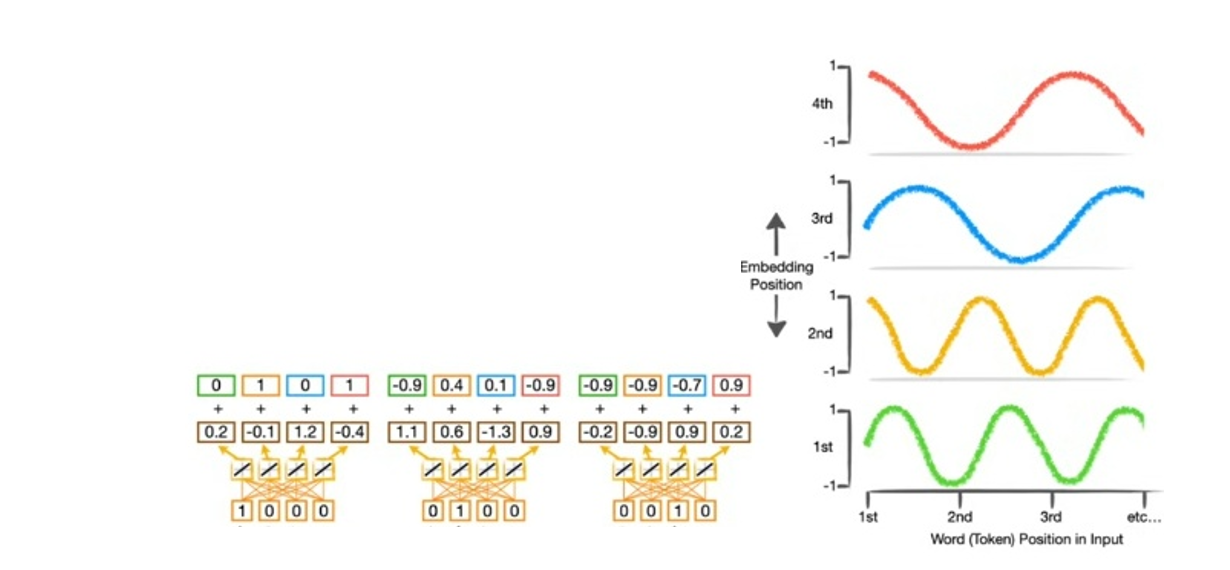 1
4th
-1
1
3rd
-1
Embedding
Position
1
2nd
-1
0 1 0 1 -0.9 0.4 0.1 -0.9 -0.9 -0.9 -0.7 0.9
+ + + + + + + + + + + +
0.2 -0.1 1.2 -0.4 1.1 0.6 -1.3 0.9 -0.2 -0.9 0.9 0.2
1 0 0 0 0 1 0 0 0 0 1 0
1
1st
-1
1st 2nd 3rd etc...
Word (Token) Position in Input